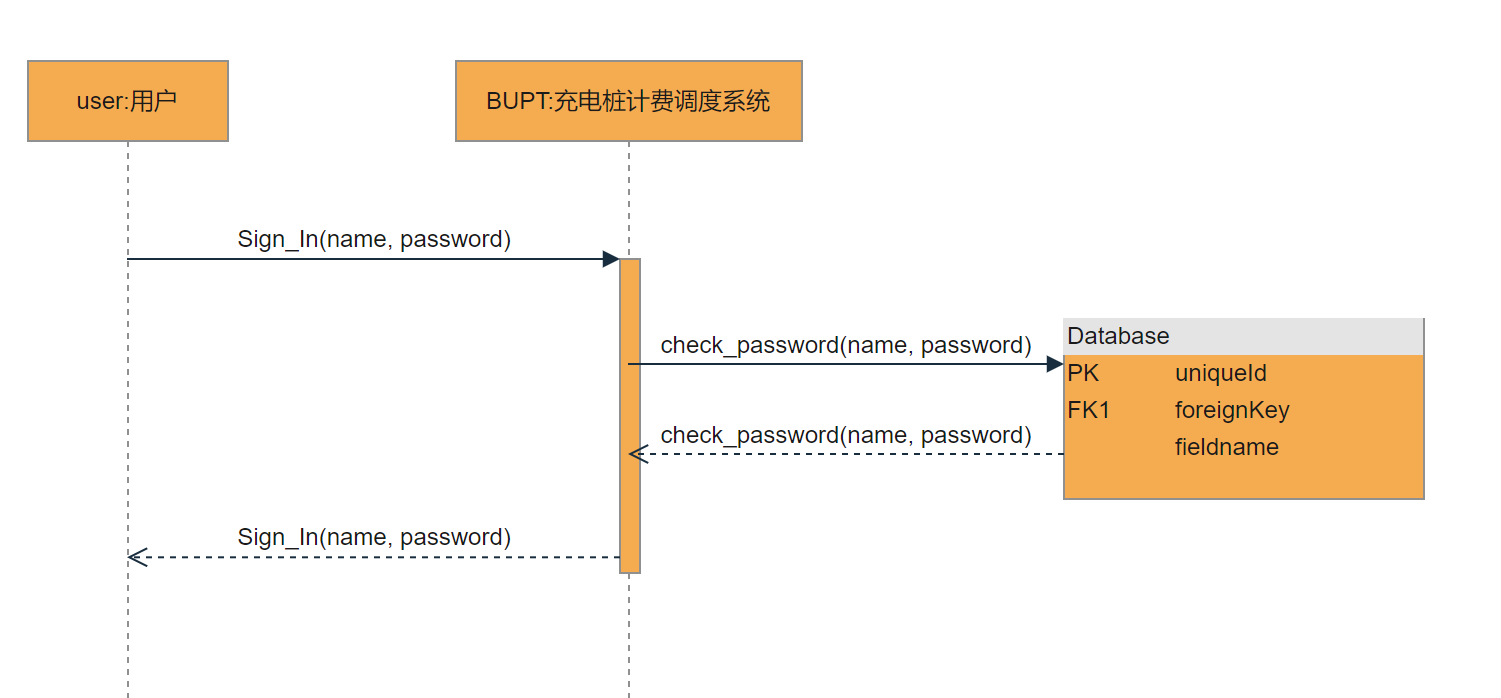 user:用户
BUPT:充电桩计费调度系统
Sign_In(name, password)
check_password(name, password)
Database
PK uniqueId
FK1 foreignKey
fieldname
check_password(name, password)
Sign_In(name, password)